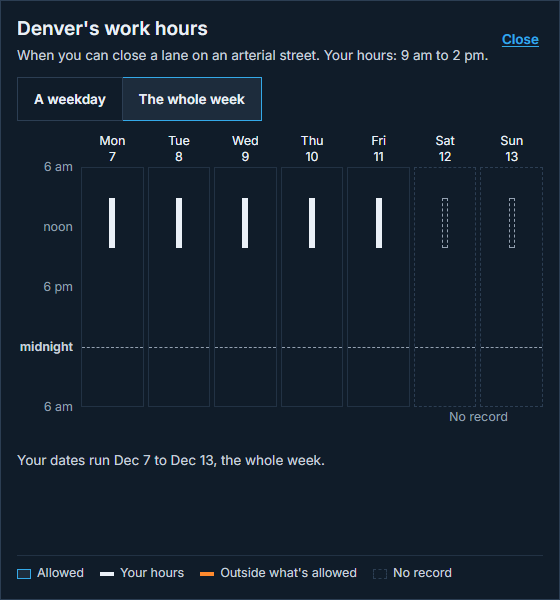 Denver's work hours
Close
When you can close a lane on an arterial street. Your hours: 9 am to 2 pm.
A weekday
The whole week
Mon Tue Wed Thu Fri Sat Sun
7 8 9 10 11 12 13
6 am
noon
6 pm
midnight
6 am
No record
Your dates run Dec 7 to Dec 13, the whole week.
Allowed Your hours Outside what's allowed No record